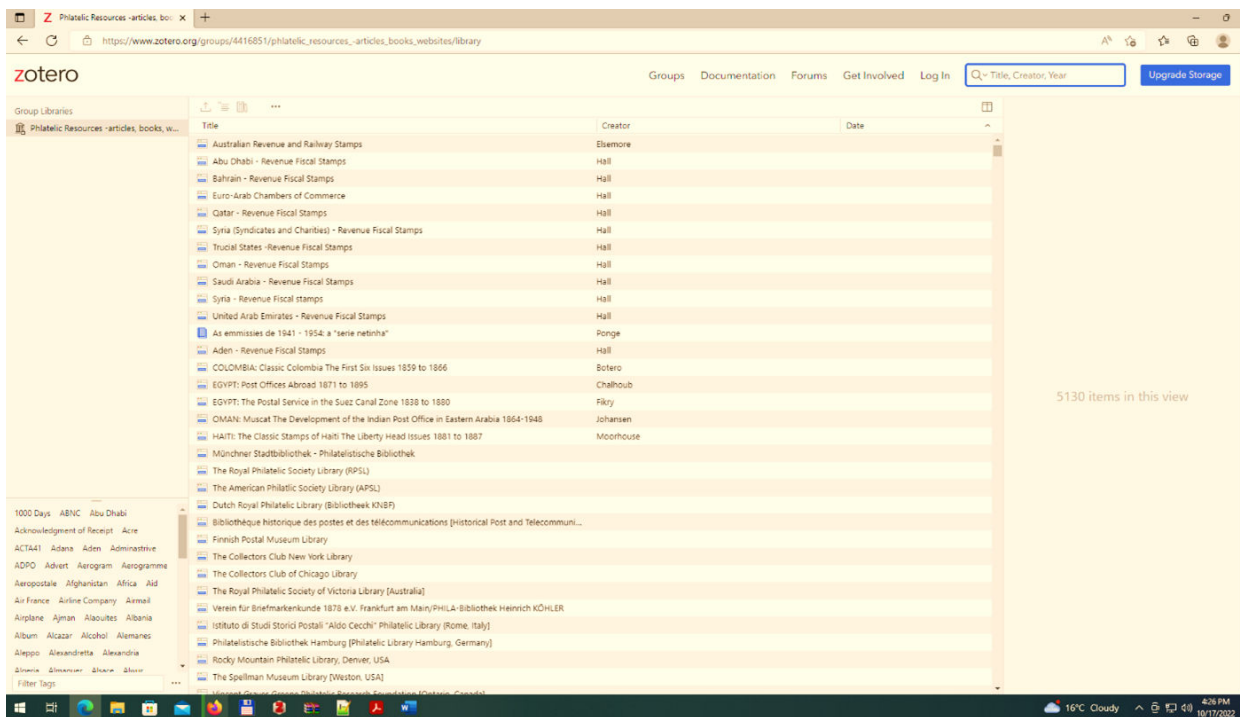 Phlatelic Resources -articles, boo
https://www.zotero.org/groups/4416851/phlatelic_resources_-articles_books_websites/library
zotero
Groups Documentation Forums Get Involved Log In Title, Creator, Year Upgrade Storage
Group Libraries
Phlatelic Resources -articles, books, w...
Title Creator Date
Australian Revenue and Railway Stamps Elsemore
Abu Dhabi - Revenue Fiscal Stamps Hall
Bahrain - Revenue Fiscal Stamps Hall
Euro-Arab Chambers of Commerce Hall
Qatar - Revenue Fiscal Stamps Hall
Syria (Syndicates and Charities) - Revenue Fiscal Stamps Hall
Trucial States -Revenue Fiscal Stamps Hall
Oman - Revenue Fiscal Stamps Hall
Saudi Arabia - Revenue Fiscal Stamps Hall
Syria - Revenue Fiscal stamps Hall
United Arab Emirates - Revenue Fiscal Stamps Hall
As emmissies de 1941 - 1954: a "serie netinha" Ponge
Aden - Revenue Fiscal Stamps Hall
COLOMBIA: Classic Colombia The First Six Issues 1859 to 1866 Botero
EGYPT: Post Offices Abroad 1871 to 1895 Chalhoub
EGYPT: The Postal Service in the Suez Canal Zone 1838 to 1880 Fikry
OMAN: Muscat The Development of the Indian Post Office in Eastern Arabia 1864-1948 Johansen
HAITI: The Classic Stamps of Haiti The Liberty Head Issues 1881 to 1887 Moorhouse
Münchner Stadtbibliothek - Philatelistische Bibliothek
The Royal Philatelic Society Library (RPSL)
The American Philatlic Society Library (APSL)
Dutch Royal Philatelic Library (Bibliotheek KNBF)
Bibliothèque historique des postes et des télécommunications [Historical Post and Telecommuni...
Finnish Postal Museum Library
The Collectors Club New York Library
The Collectors Club of Chicago Library
The Royal Philatelic Society of Victoria Library [Australia]
Verein für Briefmarkenkunde 1878 e.V. Frankfurt am Main/PHILA-Bibliothek Heinrich KÖHLER
Istituto di Studi Storici Postali "Aldo Cecchi" Philatelic Library (Rome, Italy]
Philatelistische Bibliothek Hamburg [Philatelic Library Hamburg, Germany]
Rocky Mountain Philatelic Library, Denver, USA
The Spellman Museum Library [Weston, USA]
Vincent Graves Greene Philatelic Research Foundation [Ontario, Canada]
5130 items in this view
1000 Days ABNC Abu Dhabi
Acknowledgment of Receipt Acre
ACTA41 Adana Aden Adminastrive
ADPO Advert Aerogram Aerogramme
Aeropostale Afghanistan Africa Aid
Air France Airline Company Airmail
Airplane Ajman Alaouites Albania
Album Alcazar Alcohol Alemanes
Aleppo Alexandretta Alexandria
Algeria Almanuer Alsace
Filter Tags
16°C Cloudy 4:26 PM
10/17/2022